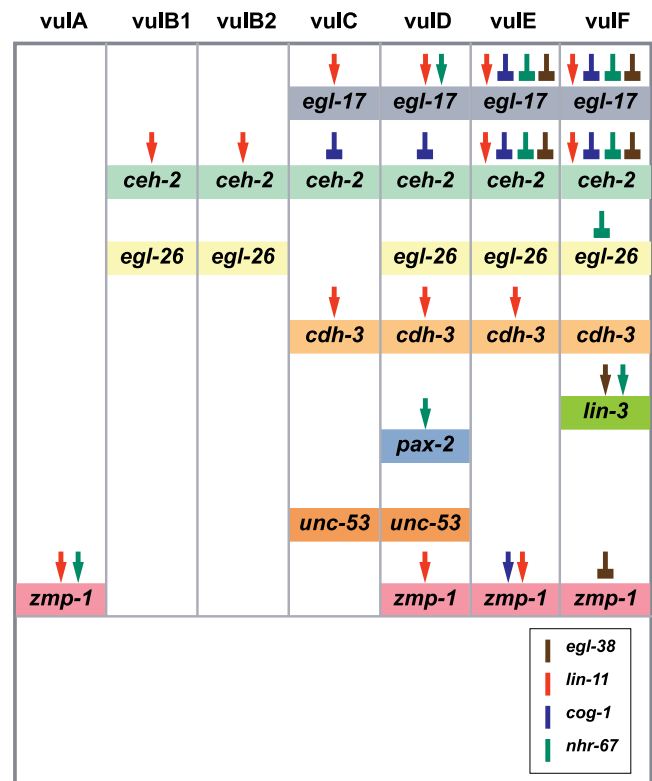 vulA vulB1 vulB2 vulC vulD vulE vulF
egl-17 egl-17 egl-17 egl-17
ceh-2 ceh-2 ceh-2 ceh-2 ceh-2 ceh-2
egl-26 egl-26 egl-26 egl-26 egl-26
cdh-3 cdh-3 cdh-3 cdh-3
lin-3
pax-2
unc-53 unc-53
zmp-1 zmp-1 zmp-1 zmp-1
egl-38
lin-11
cog-1
nhr-67